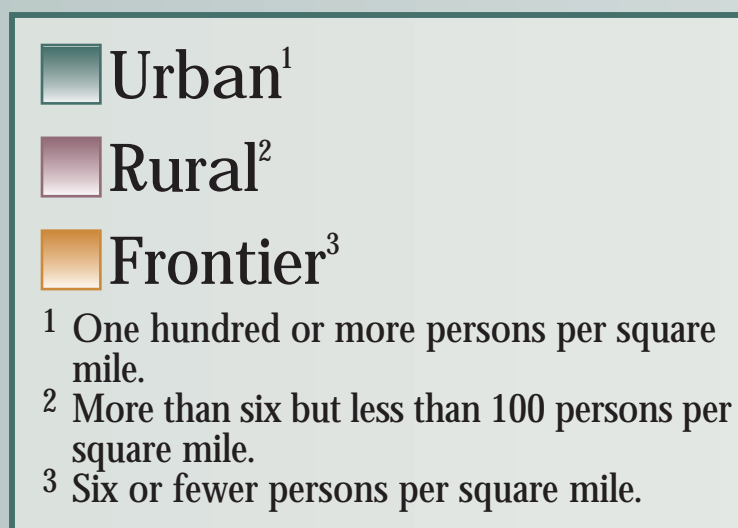 Urban¹
Rural²
Frontier³
¹ One hundred or more persons per square
mile.
² More than six but less than 100 persons per
square mile.
³ Six or fewer persons per square mile.